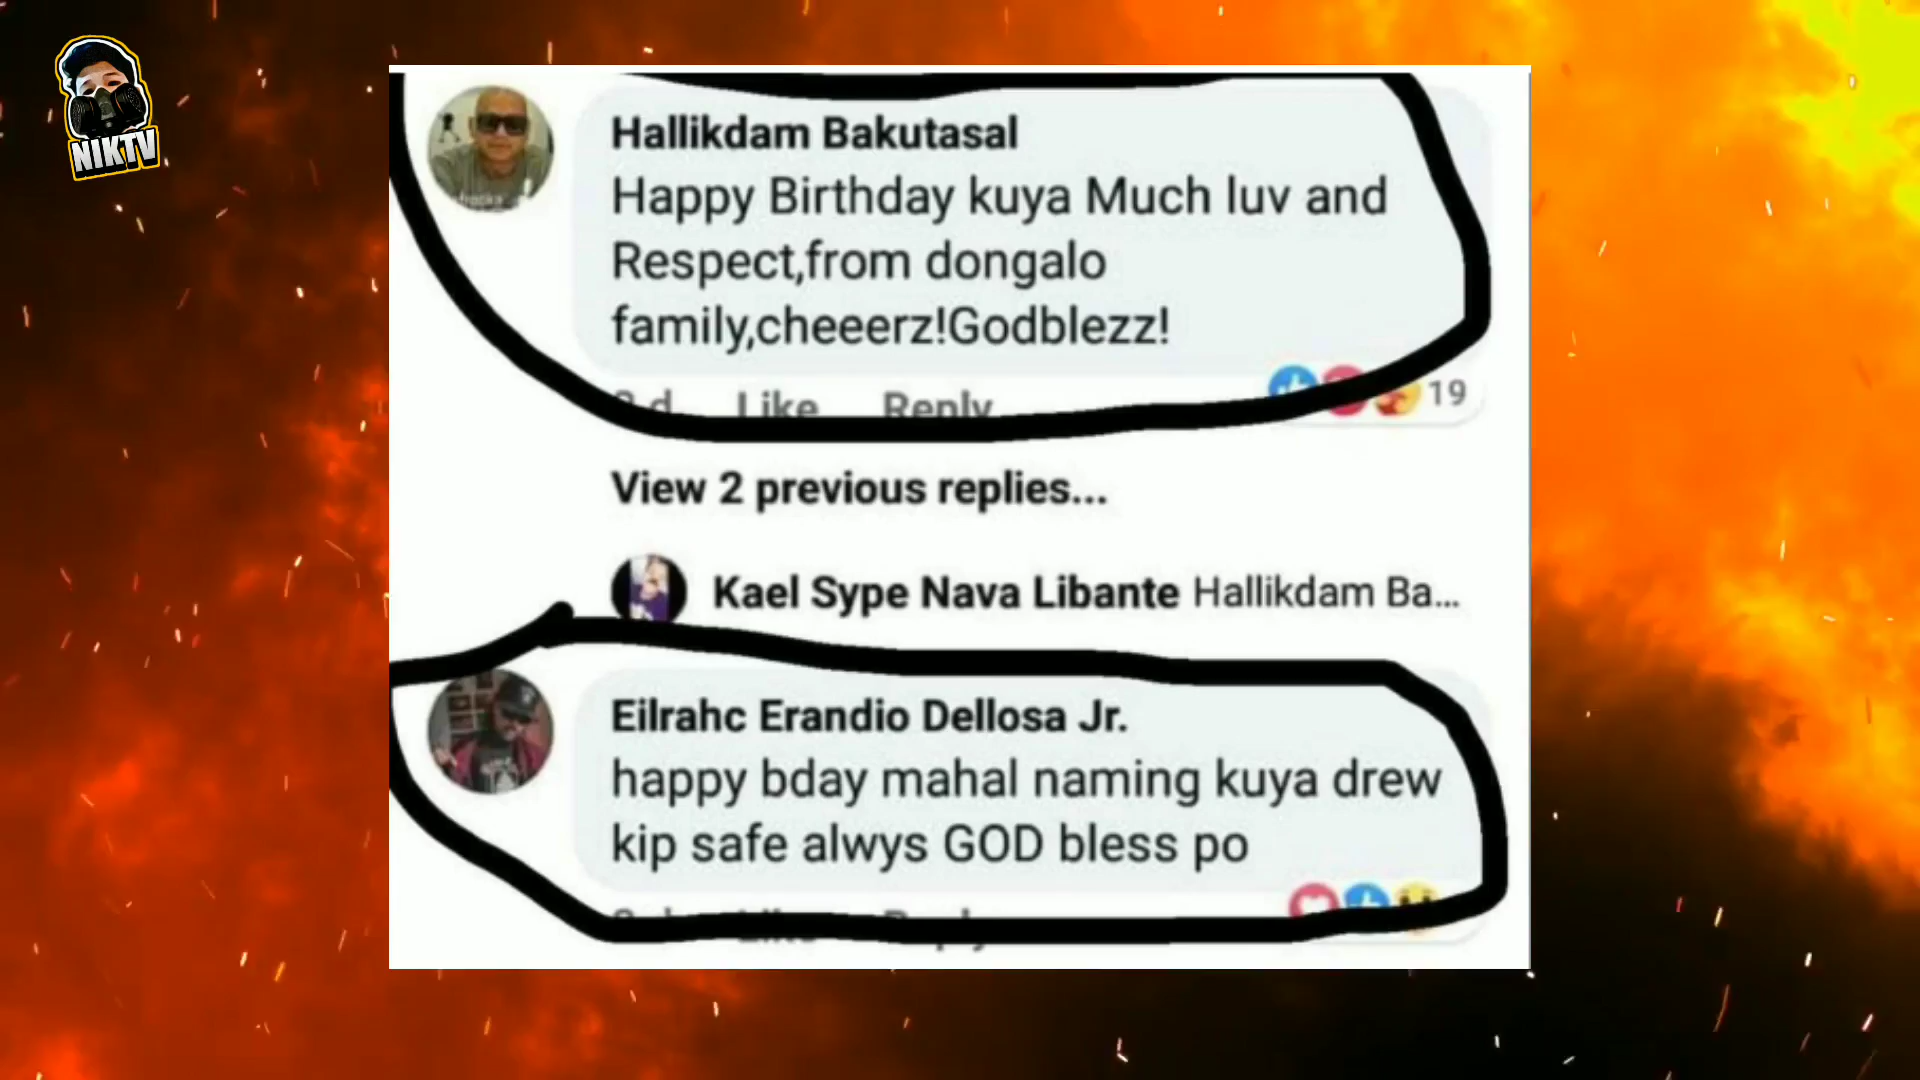 NIKTV
Hallikdam Bakutasal
Happy Birthday kuya Much luv and
Respect,from dongalo
family,cheeerz!Godblezz!
Like Reply
19
View 2 previous replies...
Kael Sype Nava Libante Hallikdam Ba...
Eilrahc Erandio Dellosa Jr.
happy bday mahal naming kuya drew
kip safe alwys GOD bless po